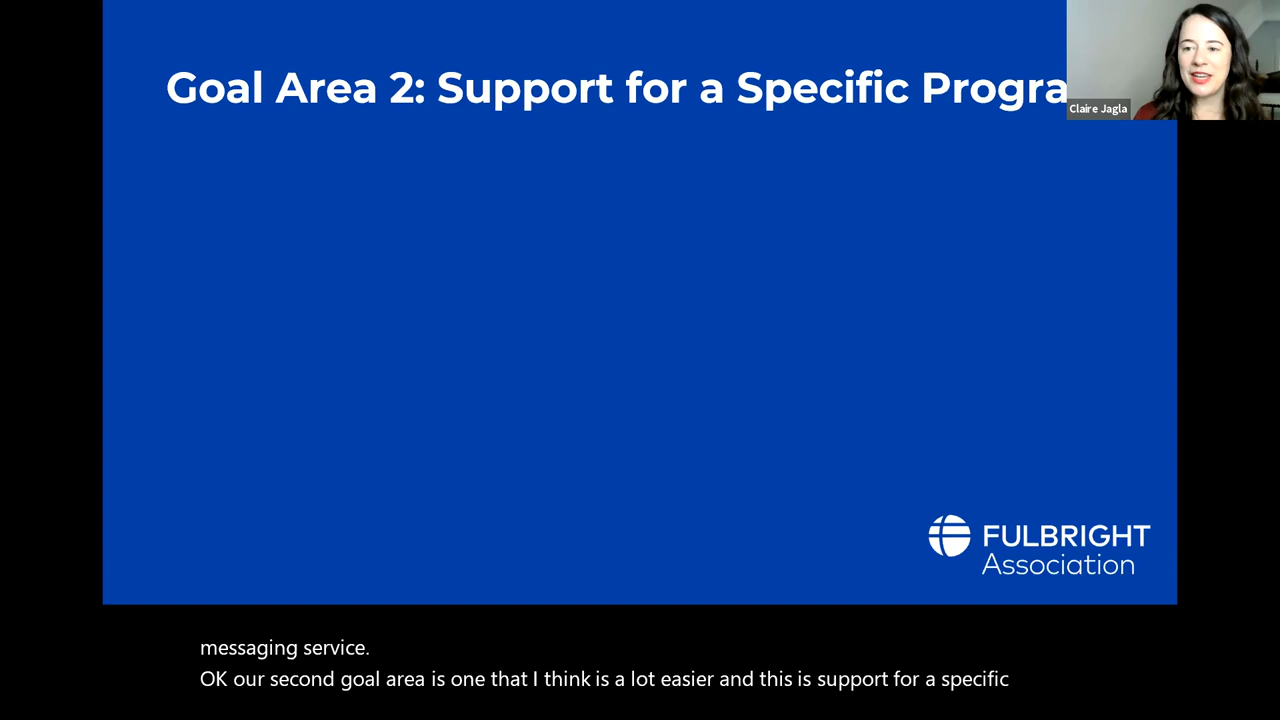 Goal Area 2: Support for a Specific Progra
Claire Jagla
FULBRIGHT
Association
messaging service.
OK our second goal area is one that I think is a lot easier and this is support for a specific